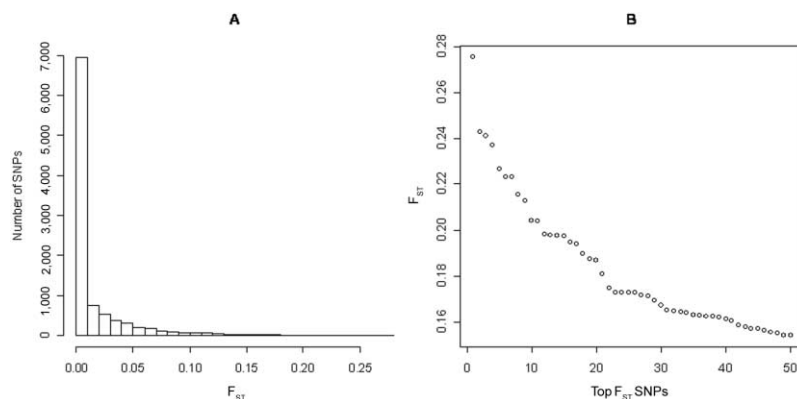 A
Number of SNPs
7,000
6,000
5,000
4,000
3,000
2,000
1,000
0
0.00 0.05 0.10 0.15 0.20 0.25
FST
B
FST
0.28
0.26
0.24
0.22
0.20
0.18
0.16
0 10 20 30 40 50
Top FST SNPs